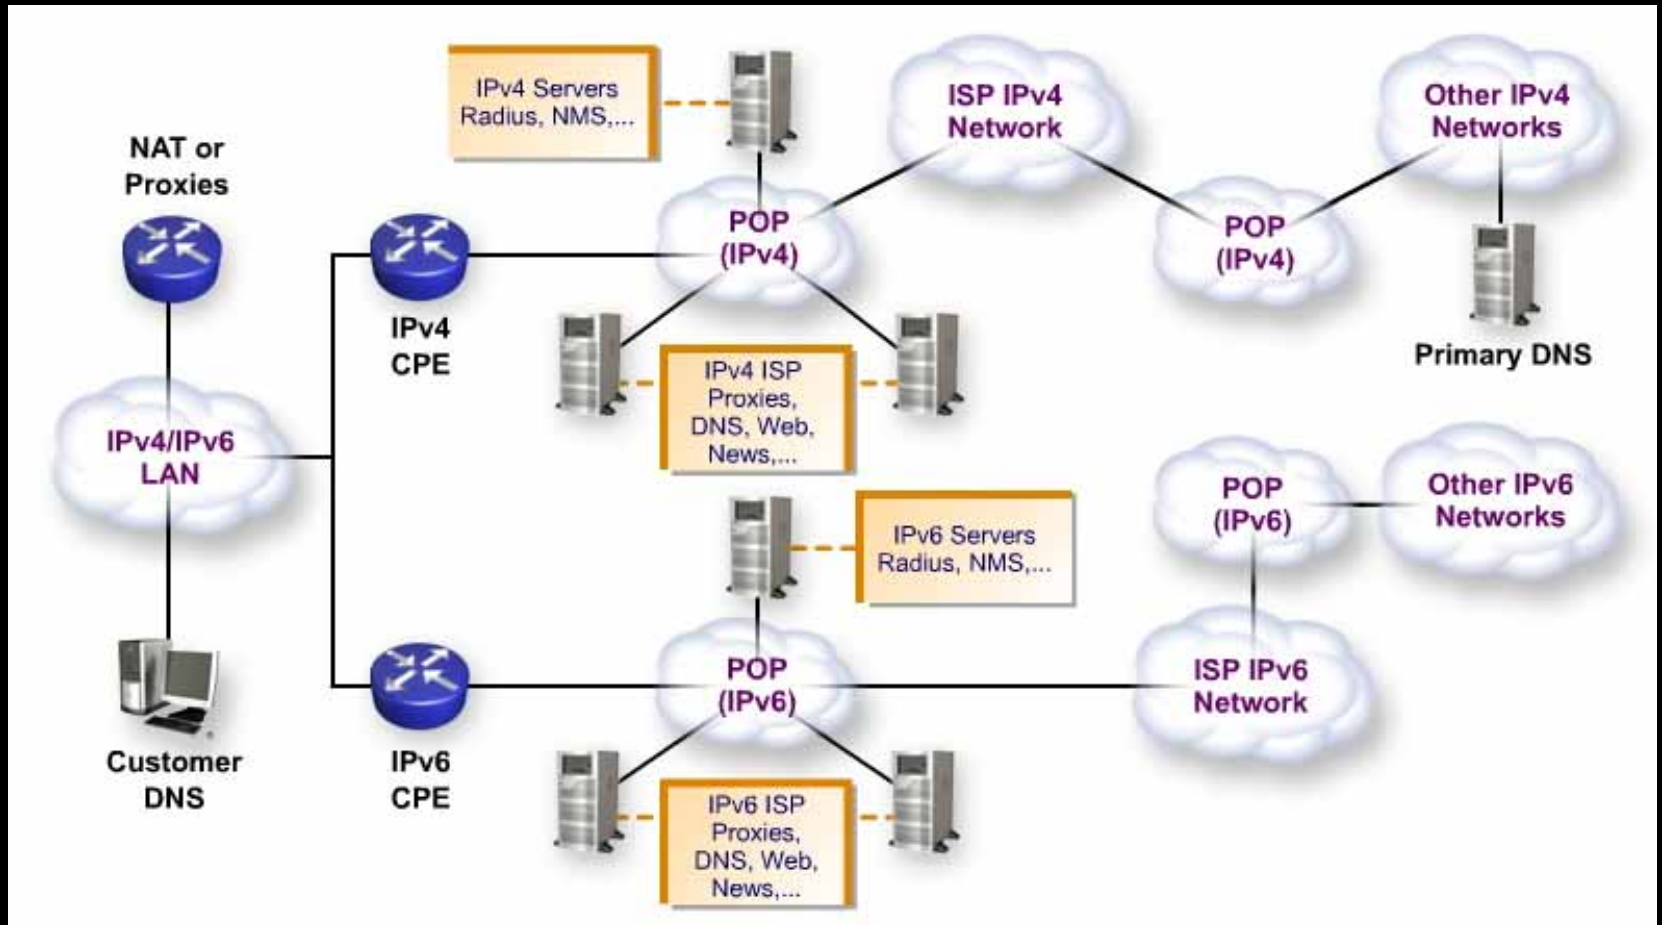 IPv4 Servers
Radius, NMS,...
ISP IPv4
Network
Other IPv4
Networks
NAT or
Proxies
POP
(IPv4)
POP
(IPv4)
IPv4
CPE
Primary DNS
IPv4 ISP
Proxies,
DNS, Web,
News,...
IPv4/IPv6
LAN
POP
(IPv6)
Other IPv6
Networks
IPv6 Servers
Radius, NMS,...
POP
(IPv6)
ISP IPv6
Network
Customer
DNS
IPv6
CPE
IPv6 ISP
Proxies,
DNS, Web,
News,...